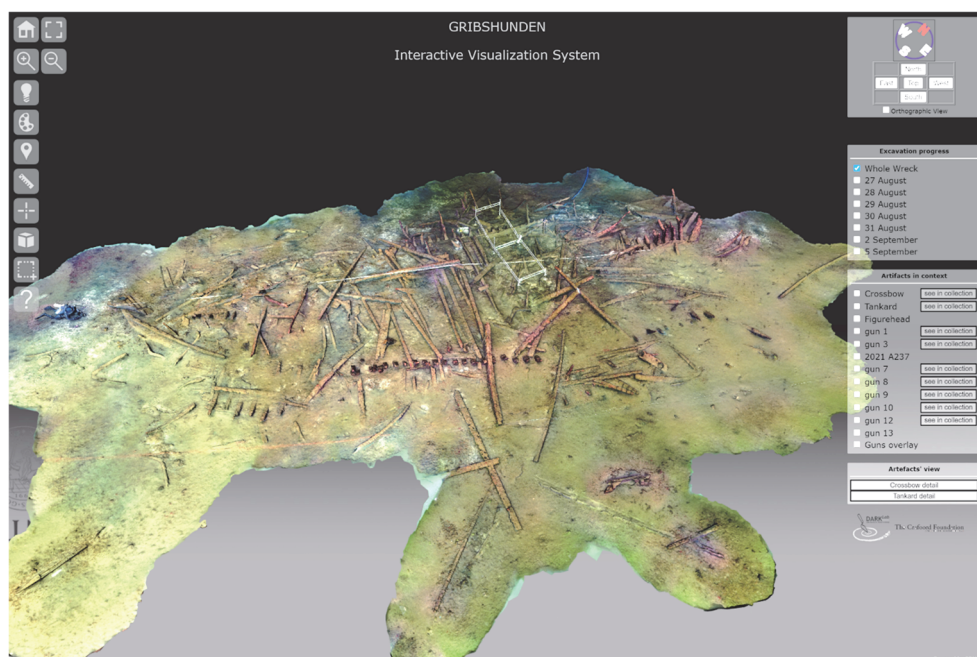 GRIBSHUNDEN
Interactive Visualization System
North
East Top West
South
Orthographic View
Excavation progress
Whole Wreck
27 August
28 August
29 August
30 August
31 August
2 September
5 September
Artifacts in context
Crossbow see in collection
Tankard see in collection
Figurehead
gun 1 see in collection
gun 3 see in collection
2021 A237
gun 7 see in collection
gun 8 see in collection
gun 9 see in collection
gun 10 see in collection
gun 12 see in collection
gun 13
Guns overlay
Artefacts' view
Crossbow detail
Tankard detail
DARK
The Crafoord Foundation
?